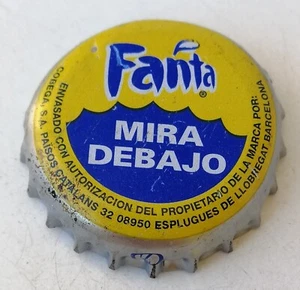 Fanta
®
MIRA
DEBAJO
ENVASADO CON AUTORIZACION DEL PROPIETARIO DE LA MARCA POR:
COBEGA, S.A. PAÏSOS CATALANS 32 08950 ESPLUGUES DE LLOBREGAT BARCELONA